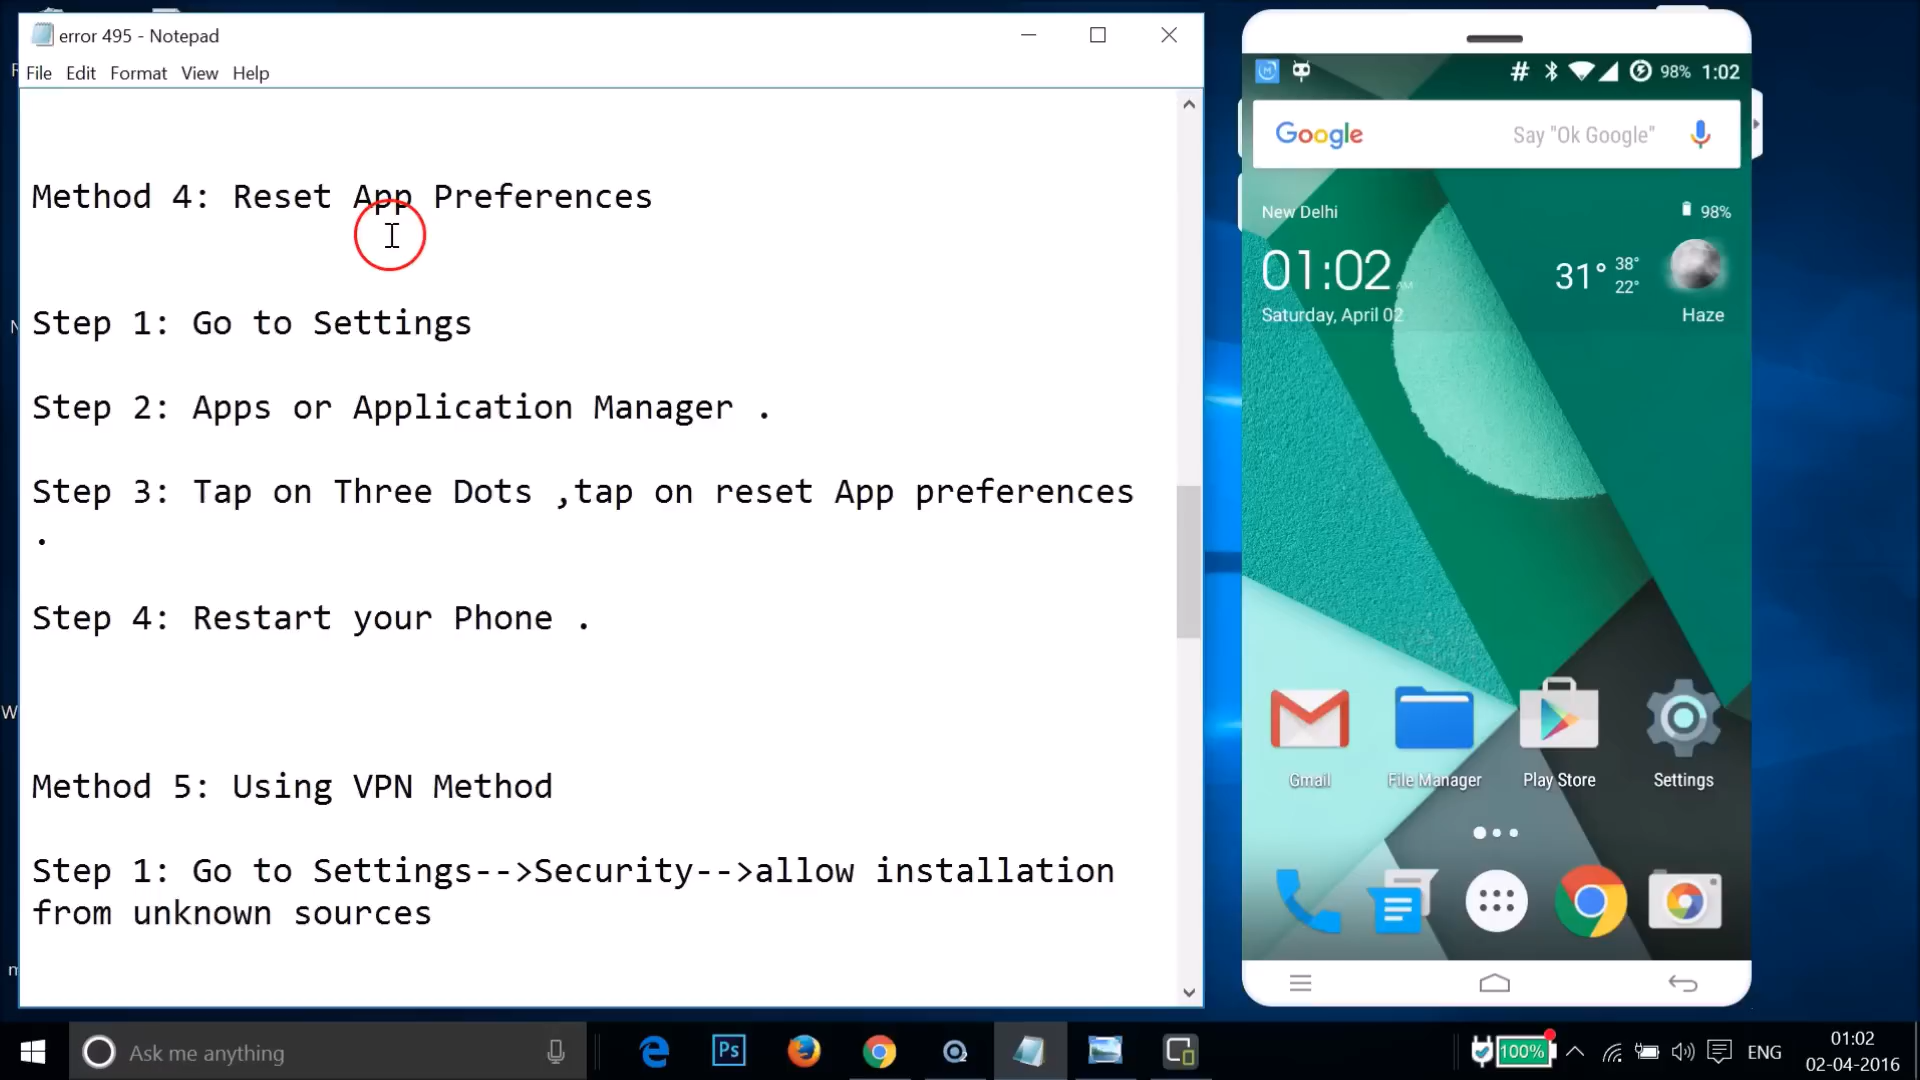 error 495 - Notepad
File Edit Format View Help
Method 4: Reset App Preferences
Step 1: Go to Settings
Step 2: Apps or Application Manager .
Step 3: Tap on Three Dots ,tap on reset App preferences
.
Step 4: Restart your Phone .
Method 5: Using VPN Method
Step 1: Go to Settings-->Security-->allow installation
from unknown sources
98% 1:02
Google Say "Ok Google"
New Delhi 98%
01:02 AM 31° 38° 22°
Saturday, April 02 Haze
Gmail File Manager Play Store Settings
Ask me anything
Ps
100%
ENG
01:02
02-04-2016